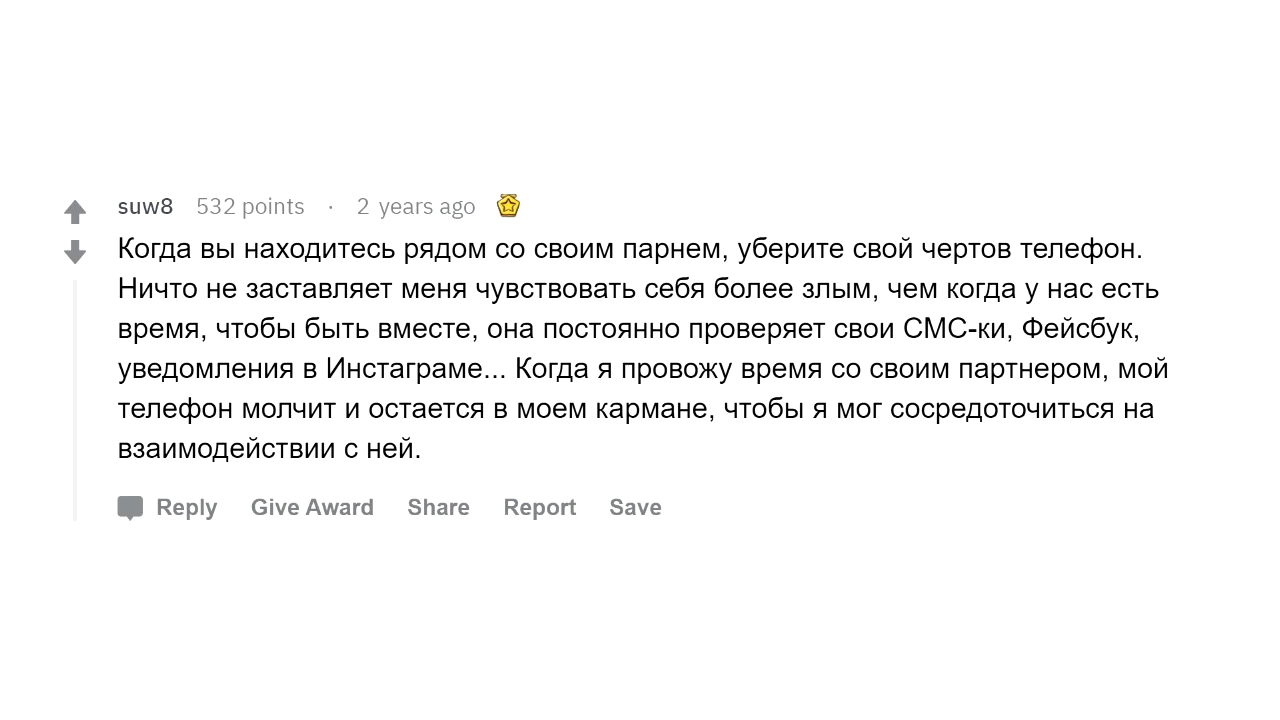 suw8 532 points · 2 years ago
Когда вы находитесь рядом со своим парнем, уберите свой чертов телефон.
Ничто не заставляет меня чувствовать себя более злым, чем когда у нас есть
время, чтобы быть вместе, она постоянно проверяет свои СМС-ки, Фейсбук,
уведомления в Инстаграме... Когда я провожу время со своим партнером, мой
телефон молчит и остается в моем кармане, чтобы я мог сосредоточиться на
взаимодействии с ней.
Reply Give Award Share Report Save